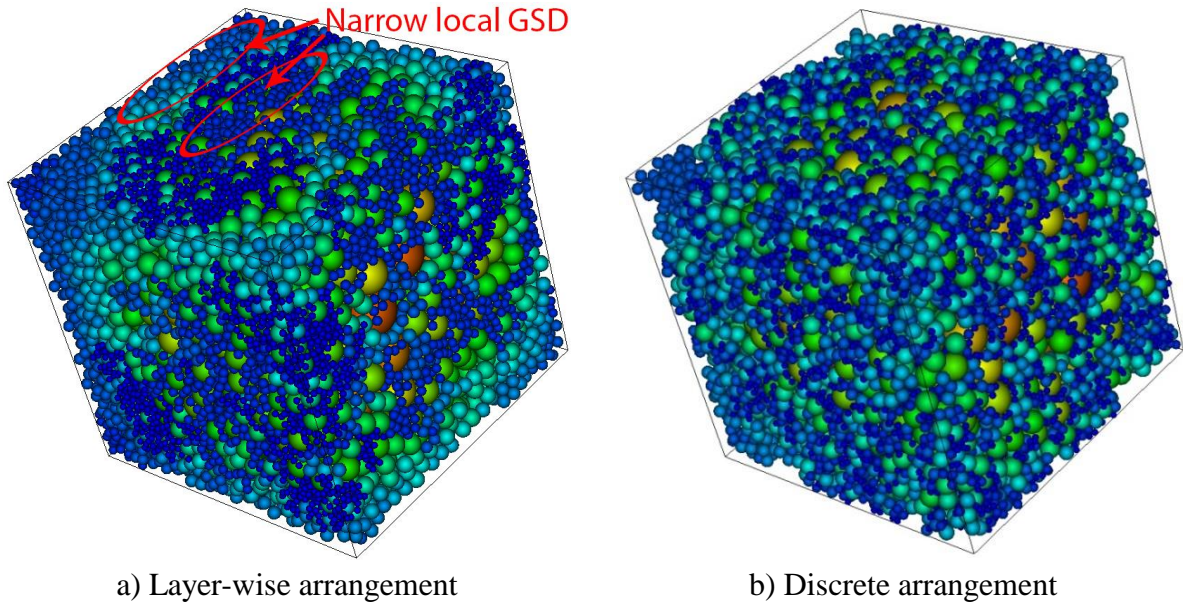 Narrow local GSD
a) Layer-wise arrangement
b) Discrete arrangement